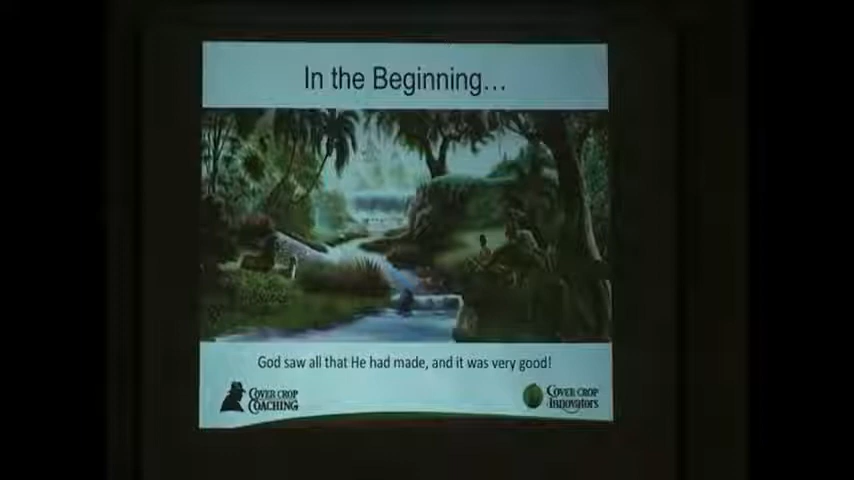 In the Beginning...
God saw all that He had made, and it was very good!
COVER CROP
COACHING
COVER CROP
INNOVATORS